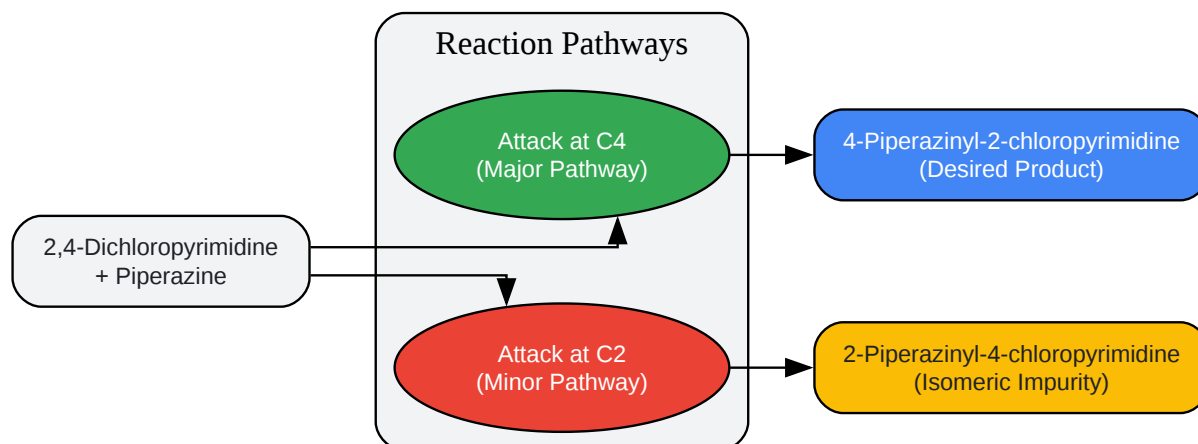 Reaction Pathways
Attack at C4
(Major Pathway)
4-Piperazinyl-2-chloropyrimidine
(Desired Product)
2,4-Dichloropyrimidine
+ Piperazine
Attack at C2
(Minor Pathway)
2-Piperazinyl-4-chloropyrimidine
(Isomeric Impurity)